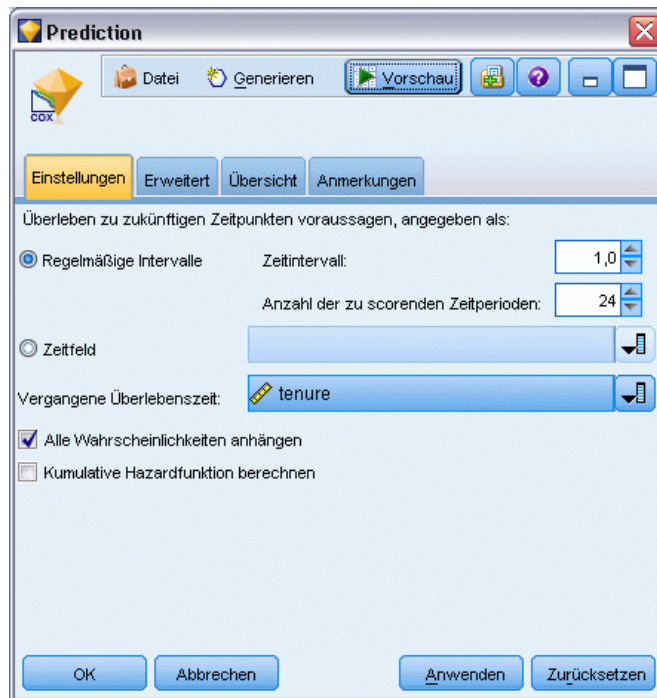 Prediction
Datei Generieren Vorschau
COX
Einstellungen Erweitert Übersicht Anmerkungen
Überleben zu zukünftigen Zeitpunkten voraussagen, angegeben als:
Regelmäßige Intervalle Zeitintervall: 1,0
Anzahl der zu scorenden Zeitperioden: 24
Zeitfeld
Vergangene Überlebenszeit: tenure
Alle Wahrscheinlichkeiten anhängen
Kumulative Hazardfunktion berechnen
OK Abbrechen Anwenden Zurücksetzen